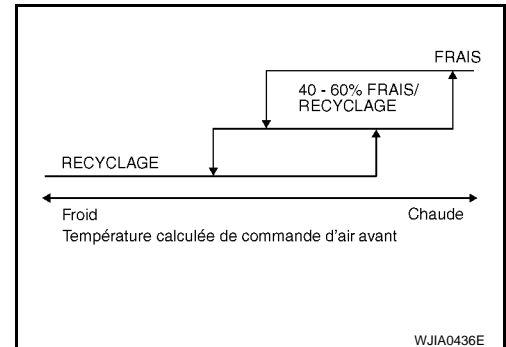 FRAIS
40 - 60% FRAIS/
RECYCLAGE
RECYCLAGE
Froid
Chaude
Température calculée de commande d'air avant
WJIA0436E